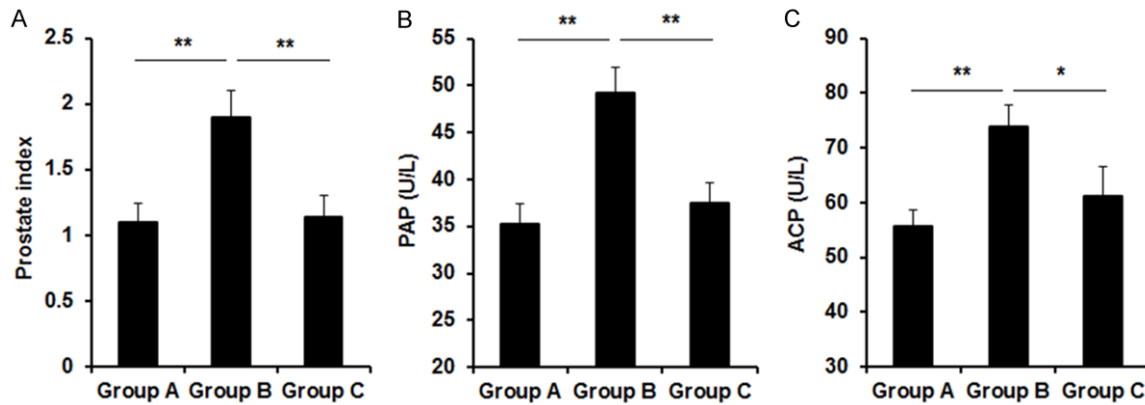 A
Prostate index
2.5
2
1.5
1
0.5
0
** **
Group A Group B Group C
B
PAP (U/L)
55
50
45
40
35
30
25
20
** **
Group A Group B Group C
C
ACP (U/L)
90
80
70
60
50
40
30
** *
Group A Group B Group C